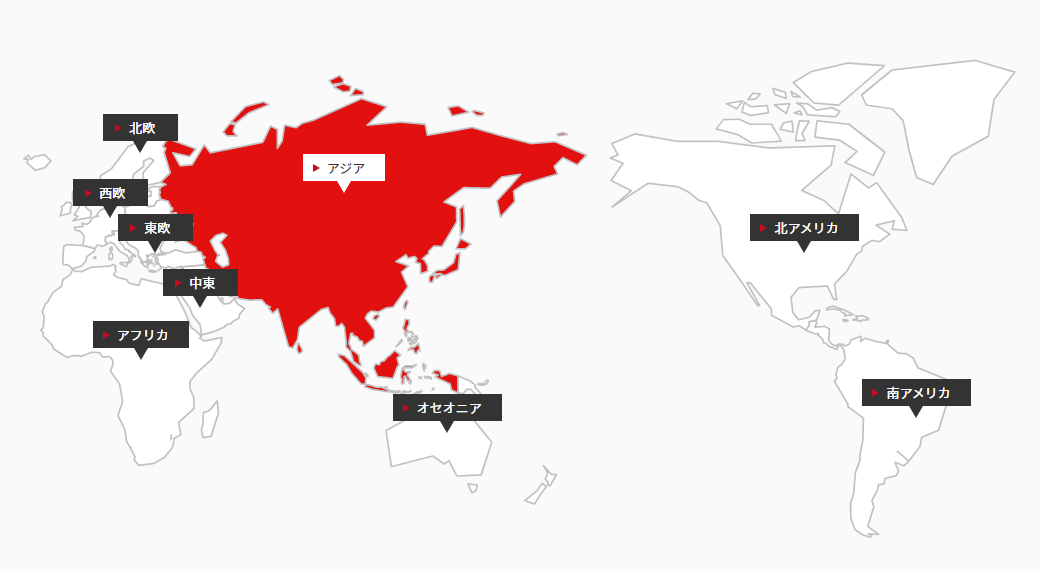 北欧
アジア
西欧
東欧
北アメリカ
中東
アフリカ
南アメリカ
オセオニア